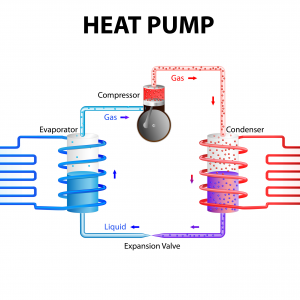 HEAT PUMP
Gas
Compressor
Gas
Evaporator
Condenser
Liquid
Expansion Valve